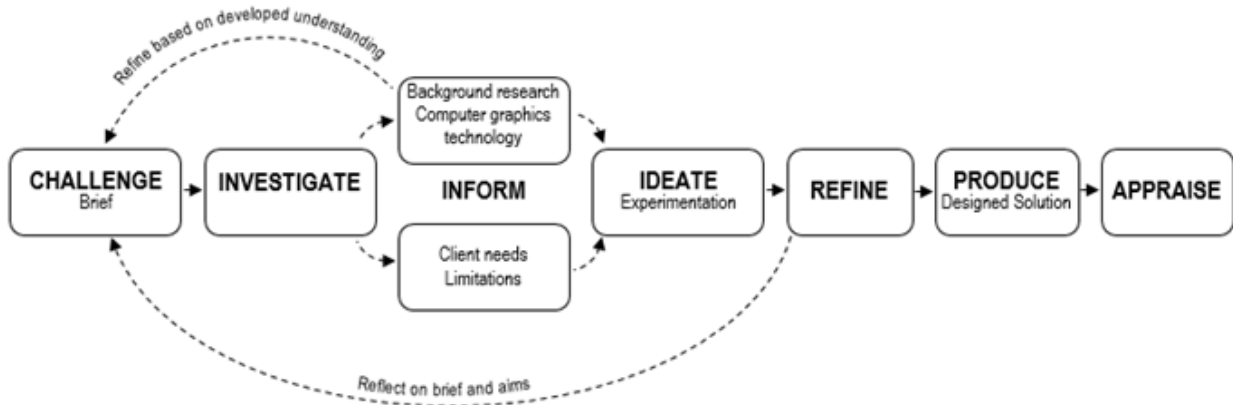 Refine based on developed understanding
CHALLENGE
Brief
INVESTIGATE
Background research
Computer graphics
technology
INFORM
Client needs
Limitations
IDEATE
Experimentation
REFINE
PRODUCE
Designed Solution
APPRAISE
Reflect on brief and aims